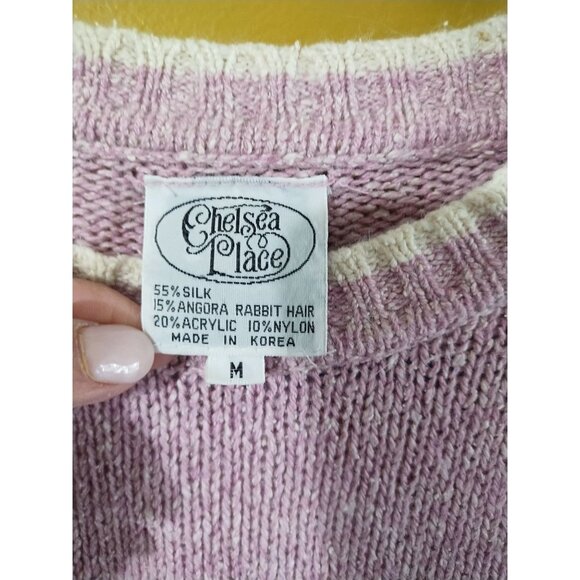 Chelsea
Place
55% SILK
15% ANGORA RABBIT HAIR
20% ACRYLIC 10% NYLON
MADE IN KOREA
M